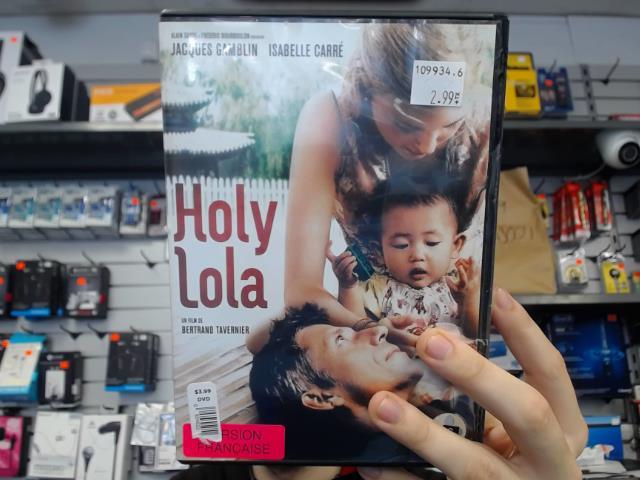 JACQUES GAMBLIN ISABELLE CARRÉ
109934.6
2.99
Holy
Lola
UN FILM DE
BERTRAND TAVERNIER
$3.99
DVD
VERSION
FRANÇAISE